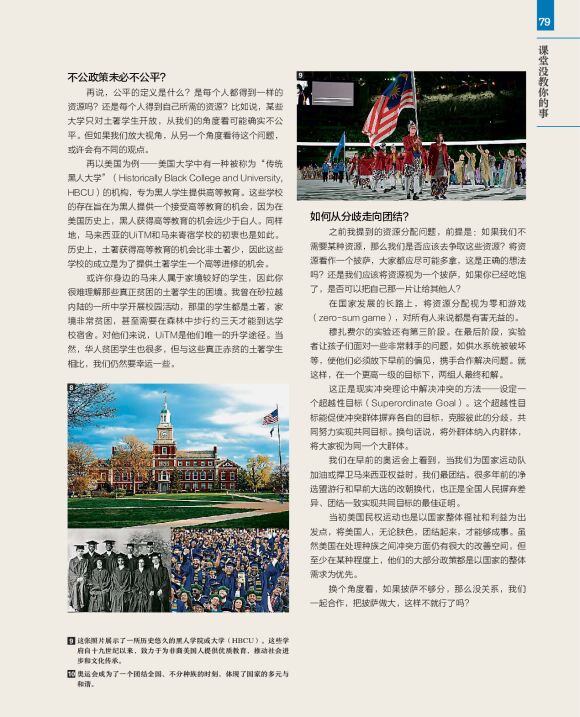 79
课堂没教你的事
不公政策未必不公平？
再说，公平的定义是什么？是每个人都得到一样的
资源吗？还是每个人得到自己所需的资源？比如说，某些
大学只对土著学生开放，从我们的角度看可能确实不公
平。但如果我们放大视角，从另一个角度看待这个问题，
或许会有不同的观点。
再以美国为例——美国大学中有一种被称为“传统
黑人大学”（Historically Black College and University,
HBCU）的机构，专为黑人学生提供高等教育。这些学校
的存在旨在为黑人提供一个接受高等教育的机会，因为在
美国历史上，黑人获得高等教育的机会远少于白人。同样
地，马来西亚的UiTM和马来寄宿学校的初衷也是如此。
历史上，土著获得高等教育的机会比非土著少，因此这些
学校的成立是为了提供土著学生一个高等进修的机会。
或许你身边的马来人属于家境较好的学生，因此你
很难理解那些真正贫困的土著学生的困境。我曾在砂拉越
内陆的一所中学开展校园活动，那里的学生都是土著，家
境非常贫困，甚至需要在森林中步行约三天才能到达学
校宿舍。对他们来说，UiTM是他们唯一的升学途径。当
然，华人贫困学生也很多，但与这些真正赤贫的土著学生
相比，我们仍然要幸运一些。
9
9
这张照片展示了一所历史悠久的黑人学院或大学（HBCU）。这些学
府自十九世纪以来，致力于为非裔美国人提供优质教育，推动社会进
步和文化传承。
10 奥运会成为了一个团结全国、不分种族的时刻，体现了国家的多元与
和谐。
9
如何从分歧走向团结？
之前我提到的资源分配问题，前提是：如果我们不
需要某种资源，那么我们是否应该去争取这些资源？将资
源看作一个披萨，大家都应尽可能多拿，这是正确的想法
吗？还是我们应该将资源视为一个披萨，如果你已经吃饱
了，是否可以把自己那一片让给其他人？
在国家发展的长路上，将资源分配视为零和游戏
（zero-sum game），对所有人来说都是有害无益的。
穆扎费尔的实验还有第三阶段。在最后阶段，实验
者让孩子们面对一些非常棘手的问题，如供水系统被破坏
等，使他们必须放下早前的偏见，携手合作解决问题。就
这样，在一个更高一级的目标下，两组人最终和解。
这正是现实冲突理论中解决冲突的方法——设定一
个超越性目标（Superordinate Goal）。这个超越性目
标能促使冲突群体摒弃各自的目标，克服彼此的分歧，共
同努力实现共同目标。换句话说，将外群体纳入内群体，
将大家视为同一个大群体。
我们在早前的奥运会上看到，当我们为国家运动队
加油或捍卫马来西亚权益时，我们最团结。很多年前的净
选盟游行和早前大选的改朝换代，也正是全国人民摒弃差
异、团结一致实现共同目标的最佳证明。
当初美国民权运动也是以国家整体福祉和利益为出
发点，将美国人，无论肤色，团结起来，才能够成事。虽
然美国在处理种族之间冲突方面仍有很大的改善空间，但
至少在某种程度上，他们的大部分政策都是以国家的整体
需求为优先。
换个角度看，如果披萨不够分，那么没关系，我们
一起合作，把披萨做大，这样不就行了吗？